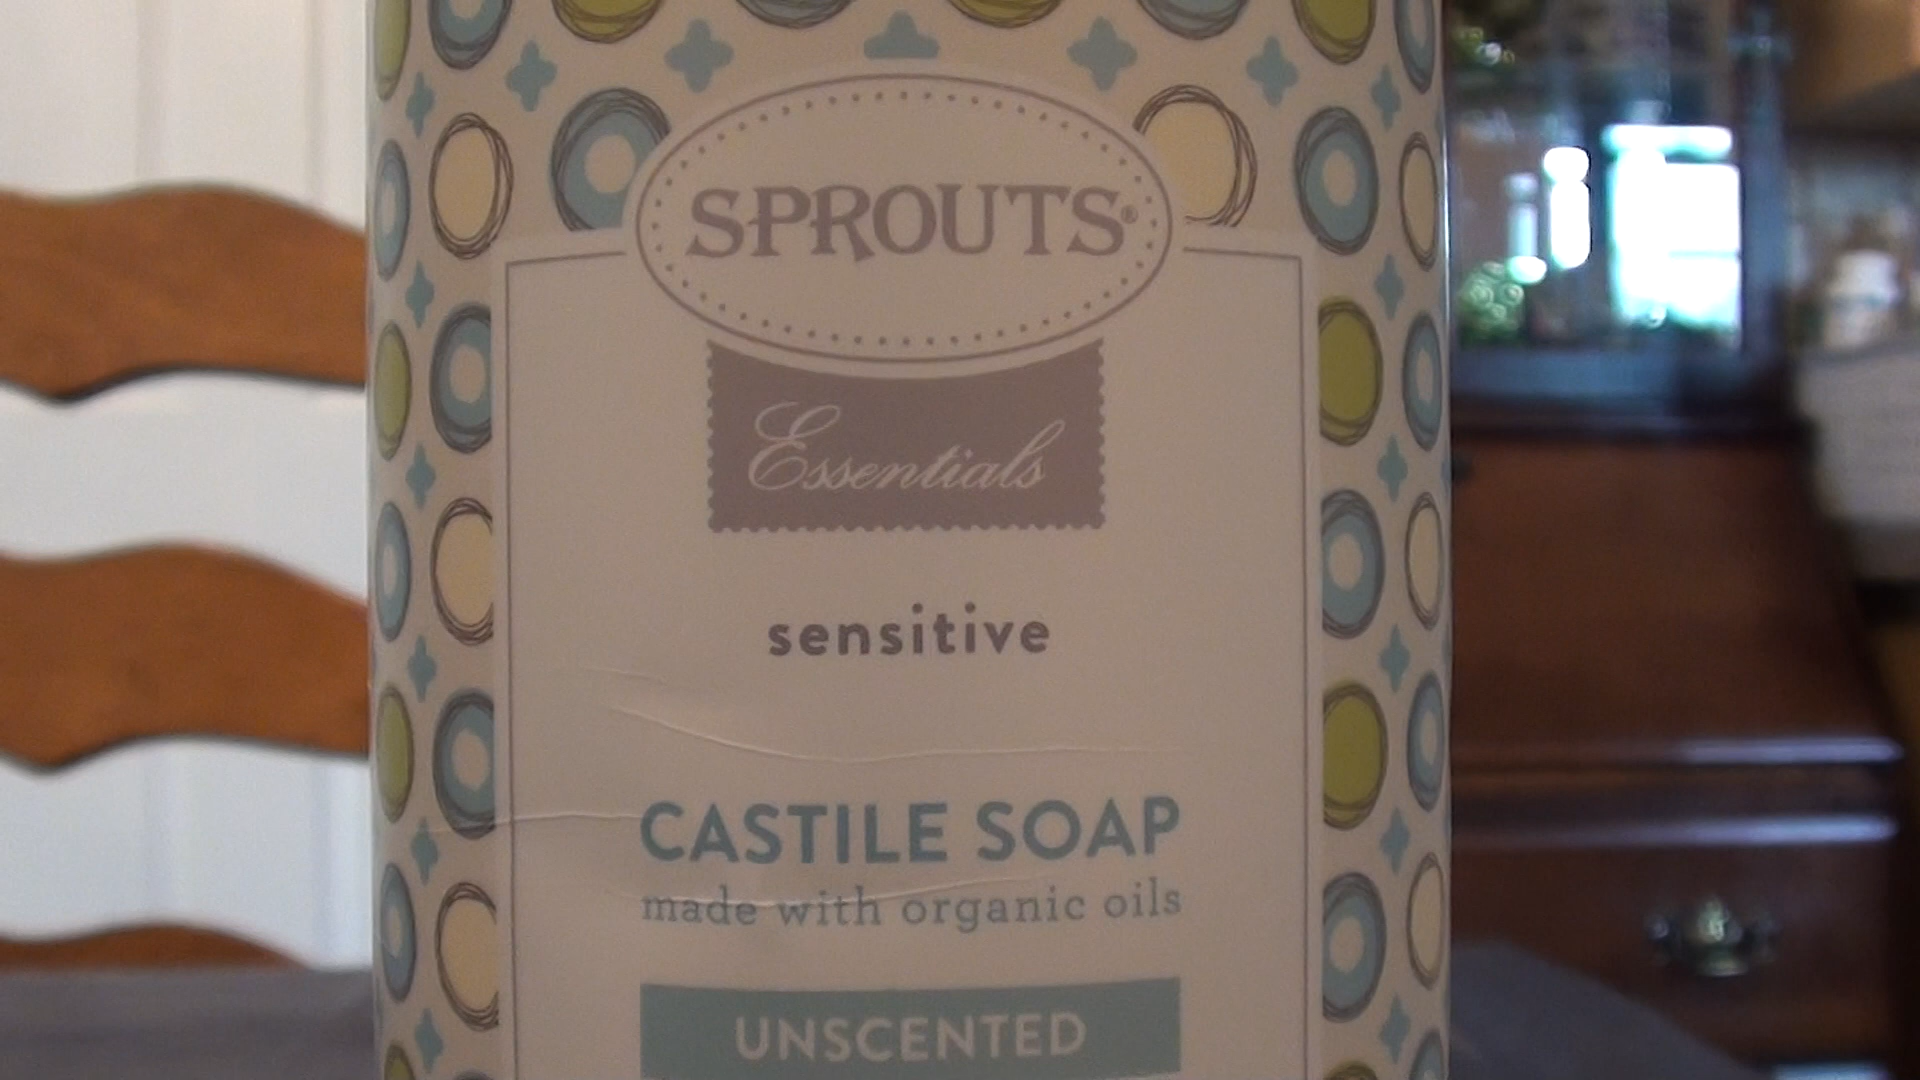 SPROUTS®
Essentials
sensitive
CASTILE SOAP
made with organic oils
UNSCENTED